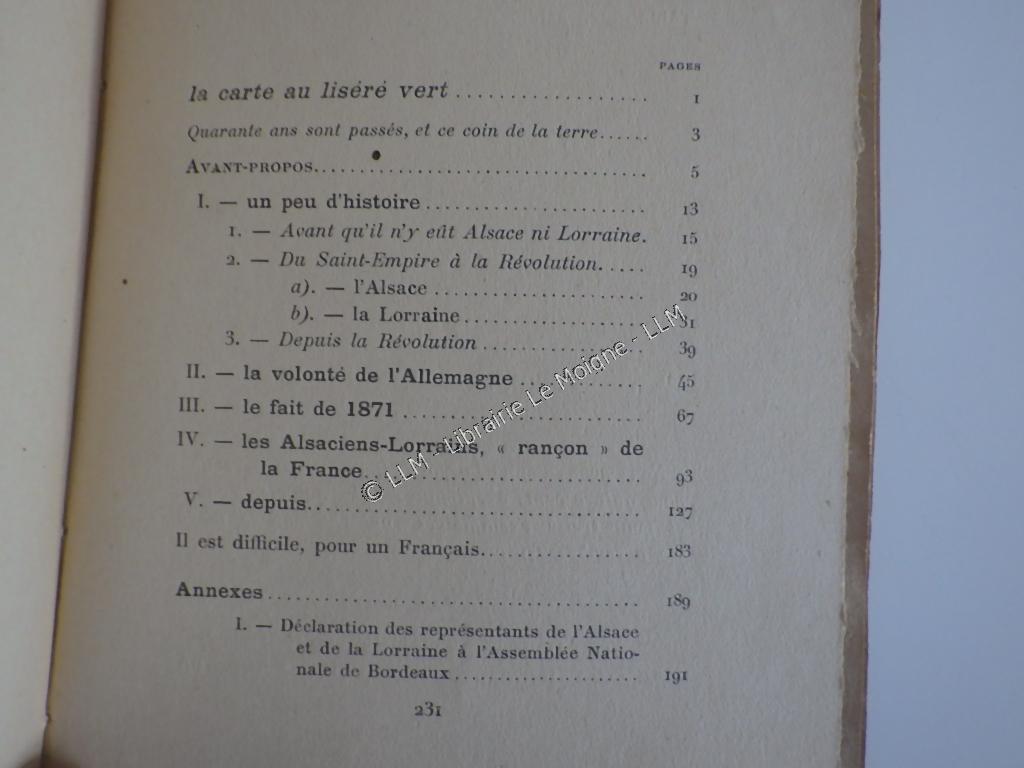 PAGES
la carte au liséré vert .................. 1
Quarante ans sont passés, et ce coin de la terre...... 3
AVANT-PROPOS.................................. 5
I. — un peu d'histoire ...................... 13
1. — Avant qu'il n'y eût Alsace ni Lorraine. 15
2. — Du Saint-Empire à la Révolution..... 19
a). — l'Alsace ..................... 20
b). — la Lorraine .................. 31
3. — Depuis la Révolution ................ 39
II. — la volonté de l'Allemagne ............ 45
III. — le fait de 1871 ........................ 67
IV. — les Alsaciens-Lorrains, « rançon » de
la France............................ 93
V. — depuis................................. 127
Il est difficile, pour un Français................ 183
Annexes ..................................... 189
I. — Déclaration des représentants de l'Alsace
et de la Lorraine à l'Assemblée Natio-
nale de Bordeaux .................. 191
231
© LLM - Librairie Le Moigne - LLM